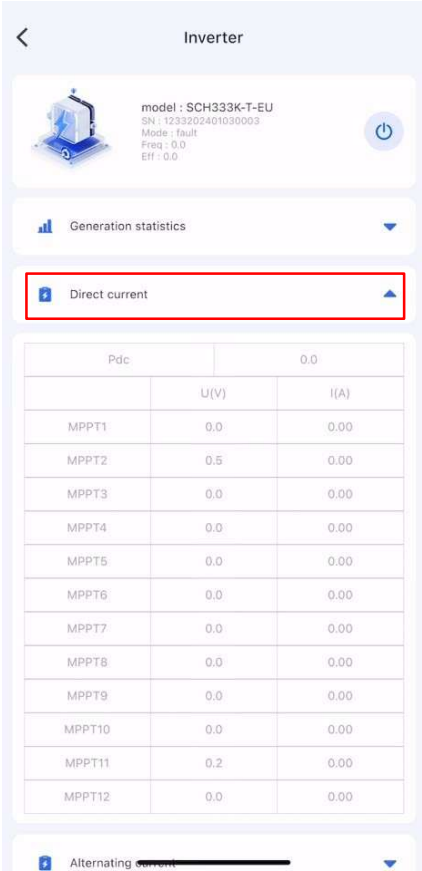 Inverter
model : SCH333K-T-EU
SN : 1233202401030003
Mode : fault
Freq : 0.0
Eff : 0.0
Generation statistics
Direct current
Pdc 0.0
U(V) I(A)
MPPT1 0.0 0.00
MPPT2 0.5 0.00
MPPT3 0.0 0.00
MPPT4 0.0 0.00
MPPT5 0.0 0.00
MPPT6 0.0 0.00
MPPT7 0.0 0.00
MPPT8 0.0 0.00
MPPT9 0.0 0.00
MPPT10 0.0 0.00
MPPT11 0.2 0.00
MPPT12 0.0 0.00
Alternating current